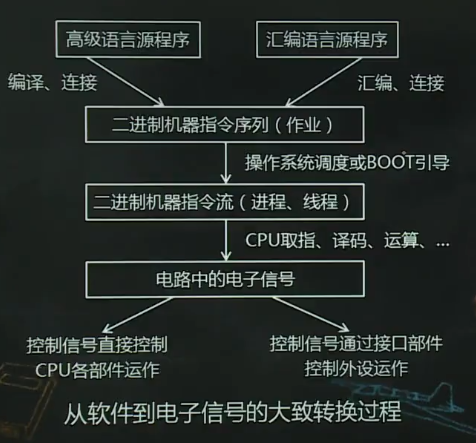 高级语言源程序
汇编语言源程序
编译、连接
汇编、连接
二进制机器指令序列（作业）
操作系统调度或BOOT引导
二进制机器指令流（进程、线程）
CPU取指、译码、运算、…
电路中的电子信号
控制信号直接控制
CPU各部件运作
控制信号通过接口部件
控制外设运作
从软件到电子信号的大致转换过程